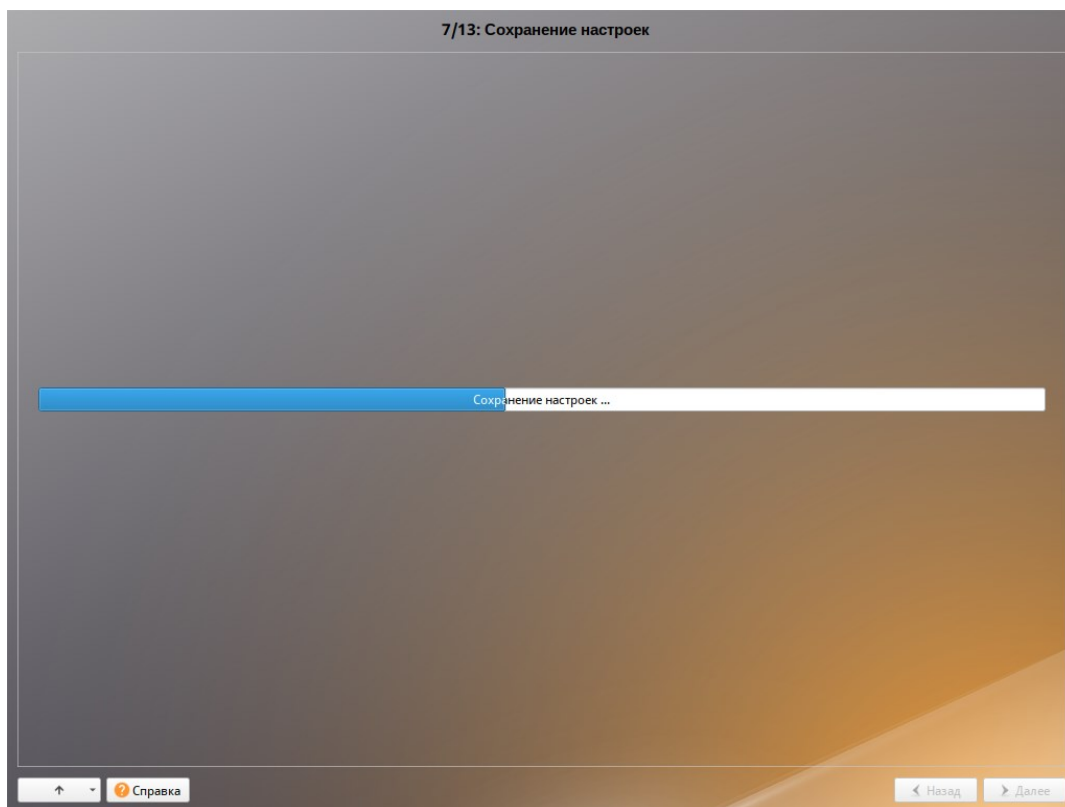 7/13: Сохранение настроек
Сохранение настроек ...
Справка
Назад
Далее